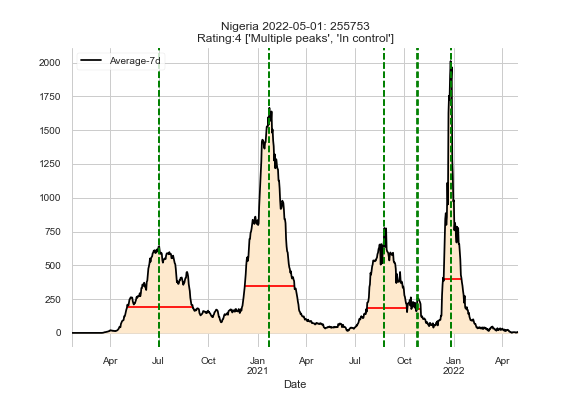 Nigeria 2022-05-01: 255753
Rating:4 ['Multiple peaks', 'In control']
Average-7d
2000
1750
1500
1250
1000
750
500
250
0
Apr Jul Oct Jan Apr Jul Oct Jan Apr
2021 2022
Date